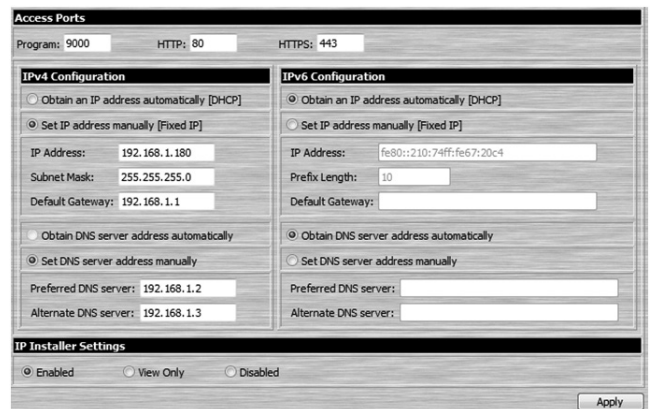 Access Ports
Program: 9000 HTTP: 80 HTTPS: 443
IPv4 Configuration
Obtain an IP address automatically [DHCP]
Set IP address manually [Fixed IP]
IP Address: 192.168.1.180
Subnet Mask: 255.255.255.0
Default Gateway: 192.168.1.1
Obtain DNS server address automatically
Set DNS server address manually
Preferred DNS server: 192.168.1.2
Alternate DNS server: 192.168.1.3
IPv6 Configuration
Obtain an IP address automatically [DHCP]
Set IP address manually [Fixed IP]
IP Address: fe80::210:74ff:fe67:20c4
Prefix Length: 10
Default Gateway:
Obtain DNS server address automatically
Set DNS server address manually
Preferred DNS server:
Alternate DNS server:
IP Installer Settings
Enabled View Only Disabled
Apply